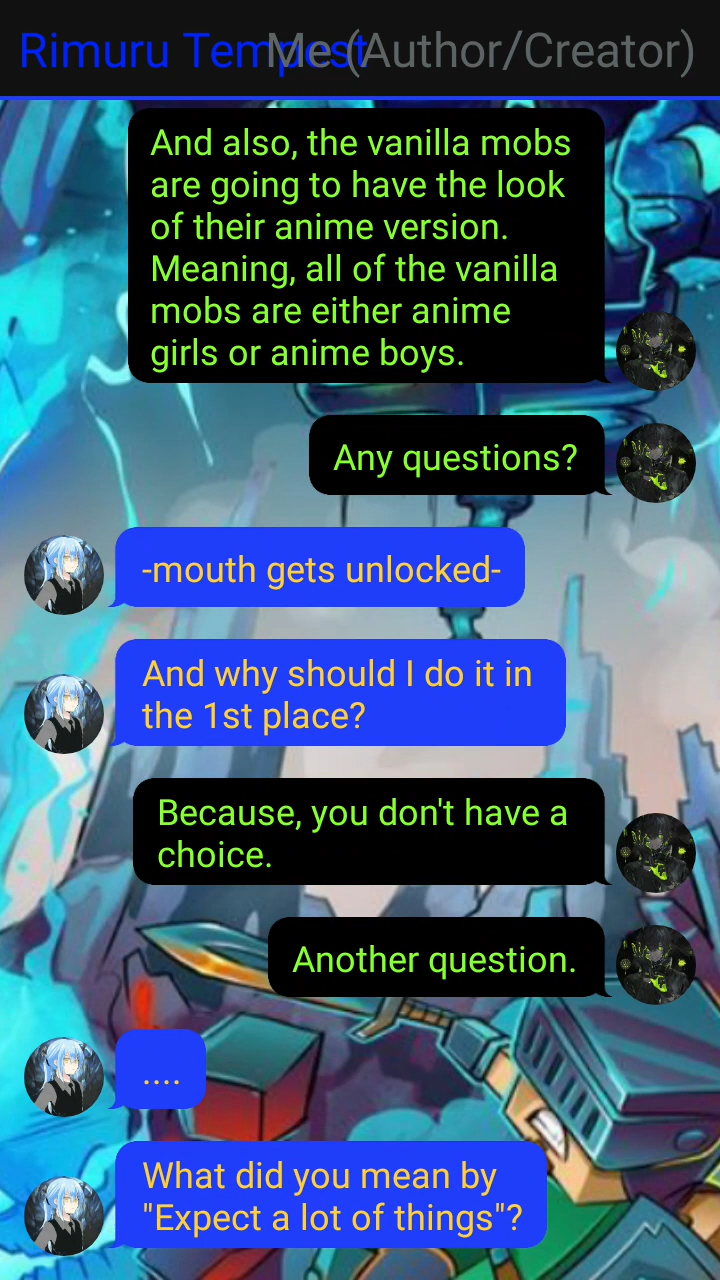 Rimuru Tempest Me (Author/Creator)
And also, the vanilla mobs
are going to have the look
of their anime version.
Meaning, all of the vanilla
mobs are either anime
girls or anime boys.
Any questions?
-mouth gets unlocked-
And why should I do it in
the 1st place?
Because, you don't have a
choice.
Another question.
....
What did you mean by
"Expect a lot of things"?